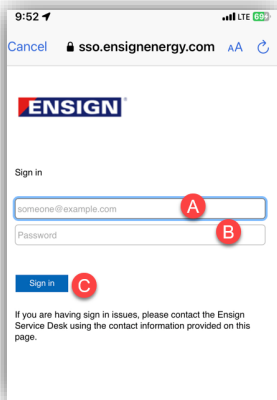 9:52
LTE 69
Cancel sso.ensignenergy.com AA
ENSIGN
Sign in
someone@example.com A
Password B
Sign in C
If you are having sign in issues, please contact the Ensign
Service Desk using the contact information provided on this
page.